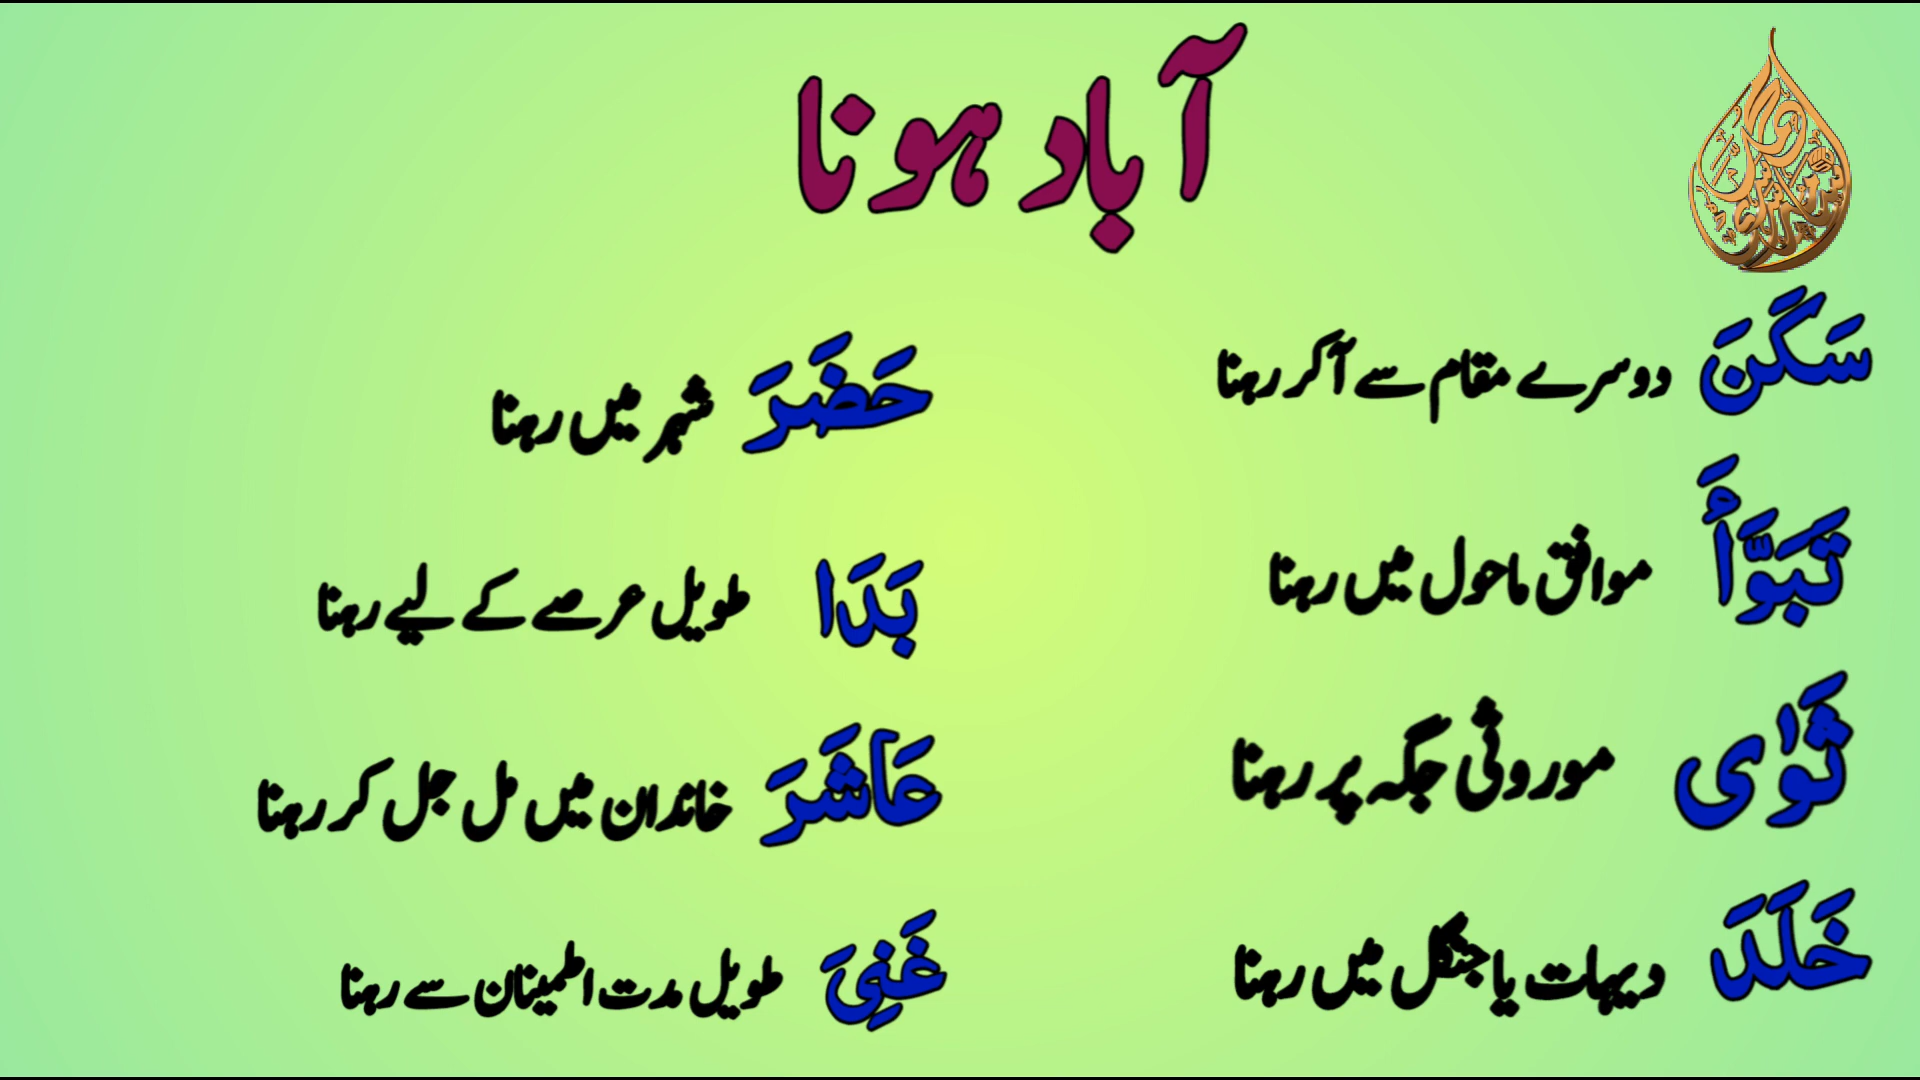 آباد ہونا
سَكَنَ دوسرے مقام سے آ کر رہنا
حَضَرَ شہر میں رہنا
تَبَوَّأَ موافق ماحول میں رہنا
بَدَا طویل عرصے کے لیے رہنا
ثَوٰی موروثی جگہ پر رہنا
عَاشَرَ خاندان میں مل جل کر رہنا
خَلَدَ دیہات یا جنگل میں رہنا
غَنِیَ طویل مدت اطمینان سے رہنا